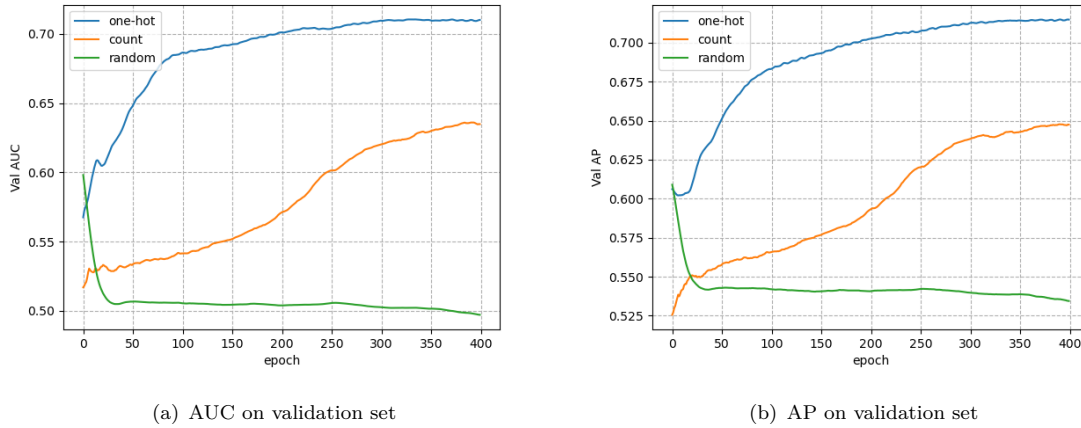 one-hot
count
random
0.70
0.65
0.60
0.55
0.50
Val AUC
0 50 100 150 200 250 300 350 400
epoch
(a) AUC on validation set
one-hot
count
random
0.700
0.675
0.650
0.625
0.600
0.575
0.550
0.525
Val AP
0 50 100 150 200 250 300 350 400
epoch
(b) AP on validation set